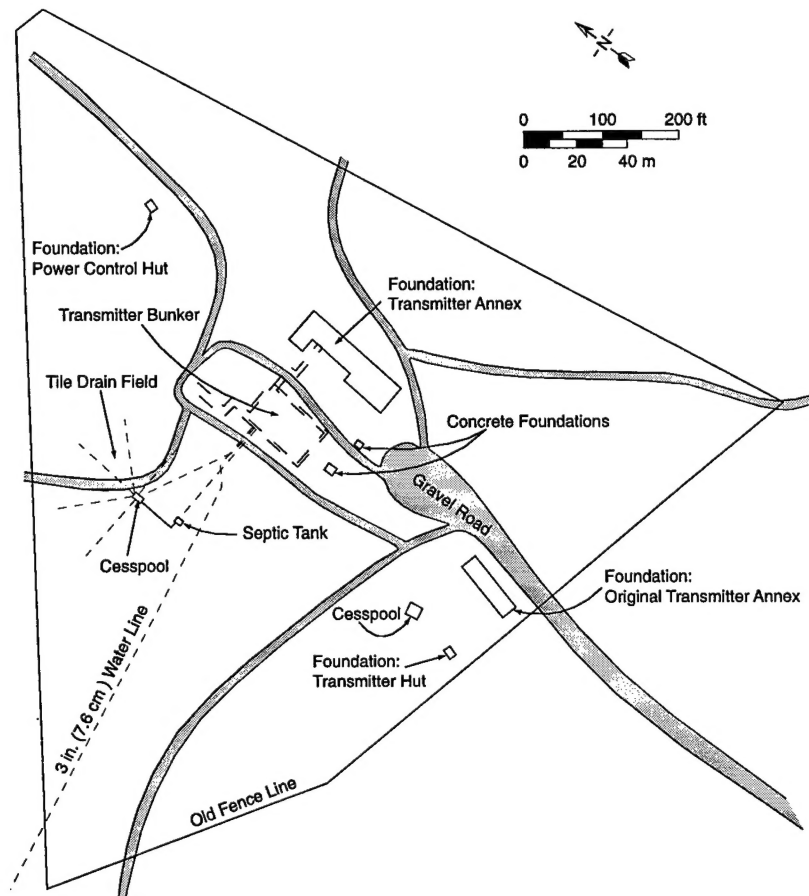 N
0 100 200 ft
0 20 40 m
Foundation:
Power Control Hut
Foundation:
Transmitter Annex
Transmitter Bunker
Tile Drain Field
Concrete Foundations
Gravel Road
Septic Tank
Cesspool
Foundation:
Original Transmitter Annex
Cesspool
Foundation:
Transmitter Hut
3 in. (7.6 cm ) Water Line
Old Fence Line